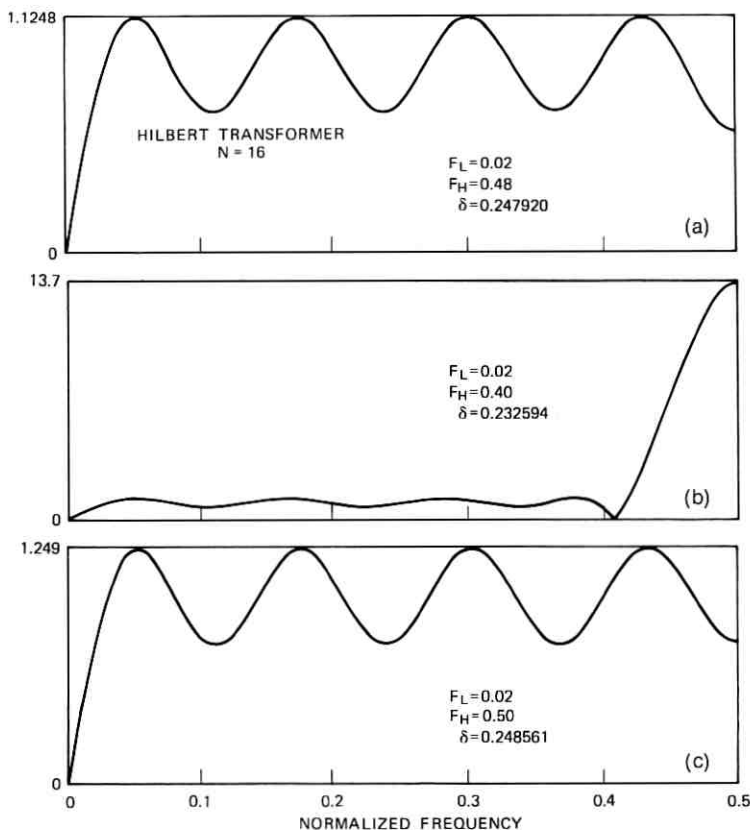 1.1248
HILBERT TRANSFORMER
N = 16
F_L = 0.02
F_H = 0.48
δ = 0.247920
(a)
0
13.7
F_L = 0.02
F_H = 0.40
δ = 0.232594
(b)
0
1.249
F_L = 0.02
F_H = 0.50
δ = 0.248561
(c)
0
0 0.1 0.2 0.3 0.4 0.5
NORMALIZED FREQUENCY